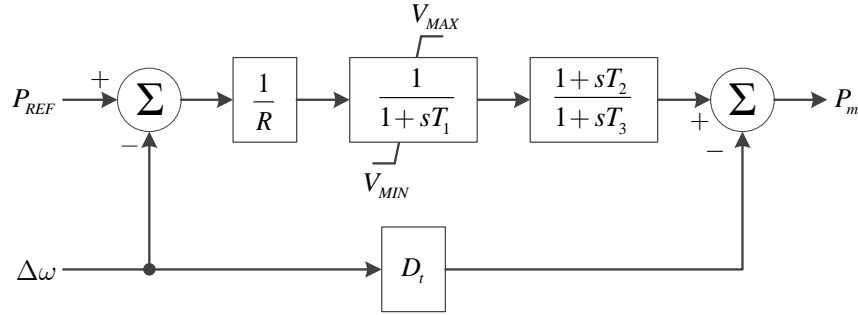 V_MAX
P_REF
+
Σ
−
1/R
1/(1 + sT_1)
V_MIN
(1 + sT_2)/(1 + sT_3)
+
Σ
−
P_m
Δω
D_t